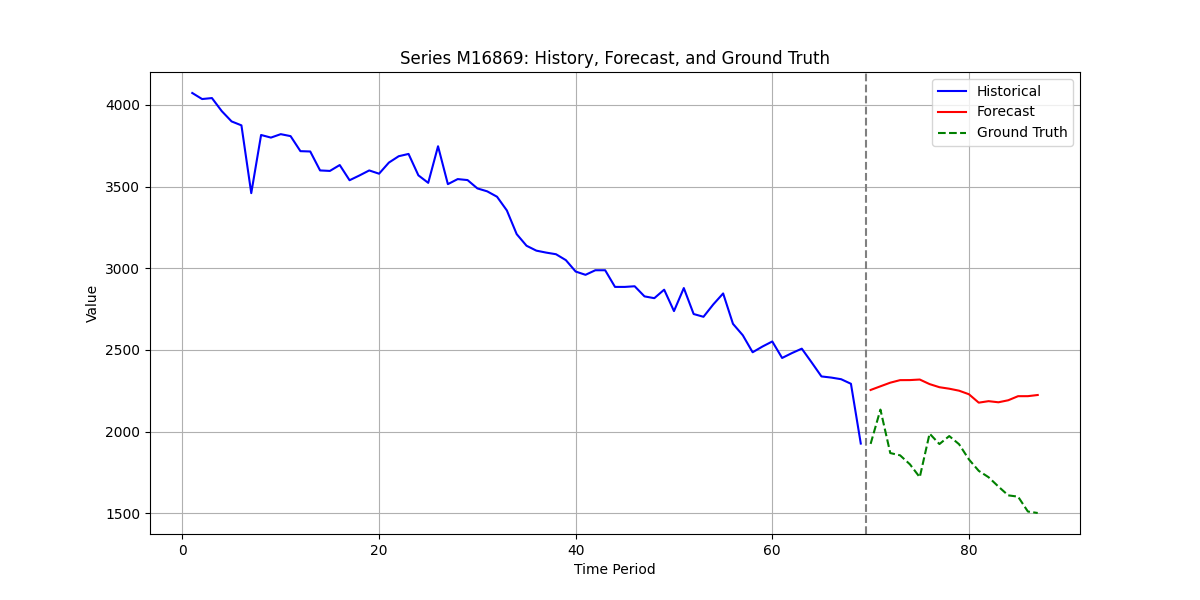 Series M16869: History, Forecast, and Ground Truth
Historical
Forecast
Ground Truth
Value
4000
3500
3000
2500
2000
1500
0 20 40 60 80
Time Period